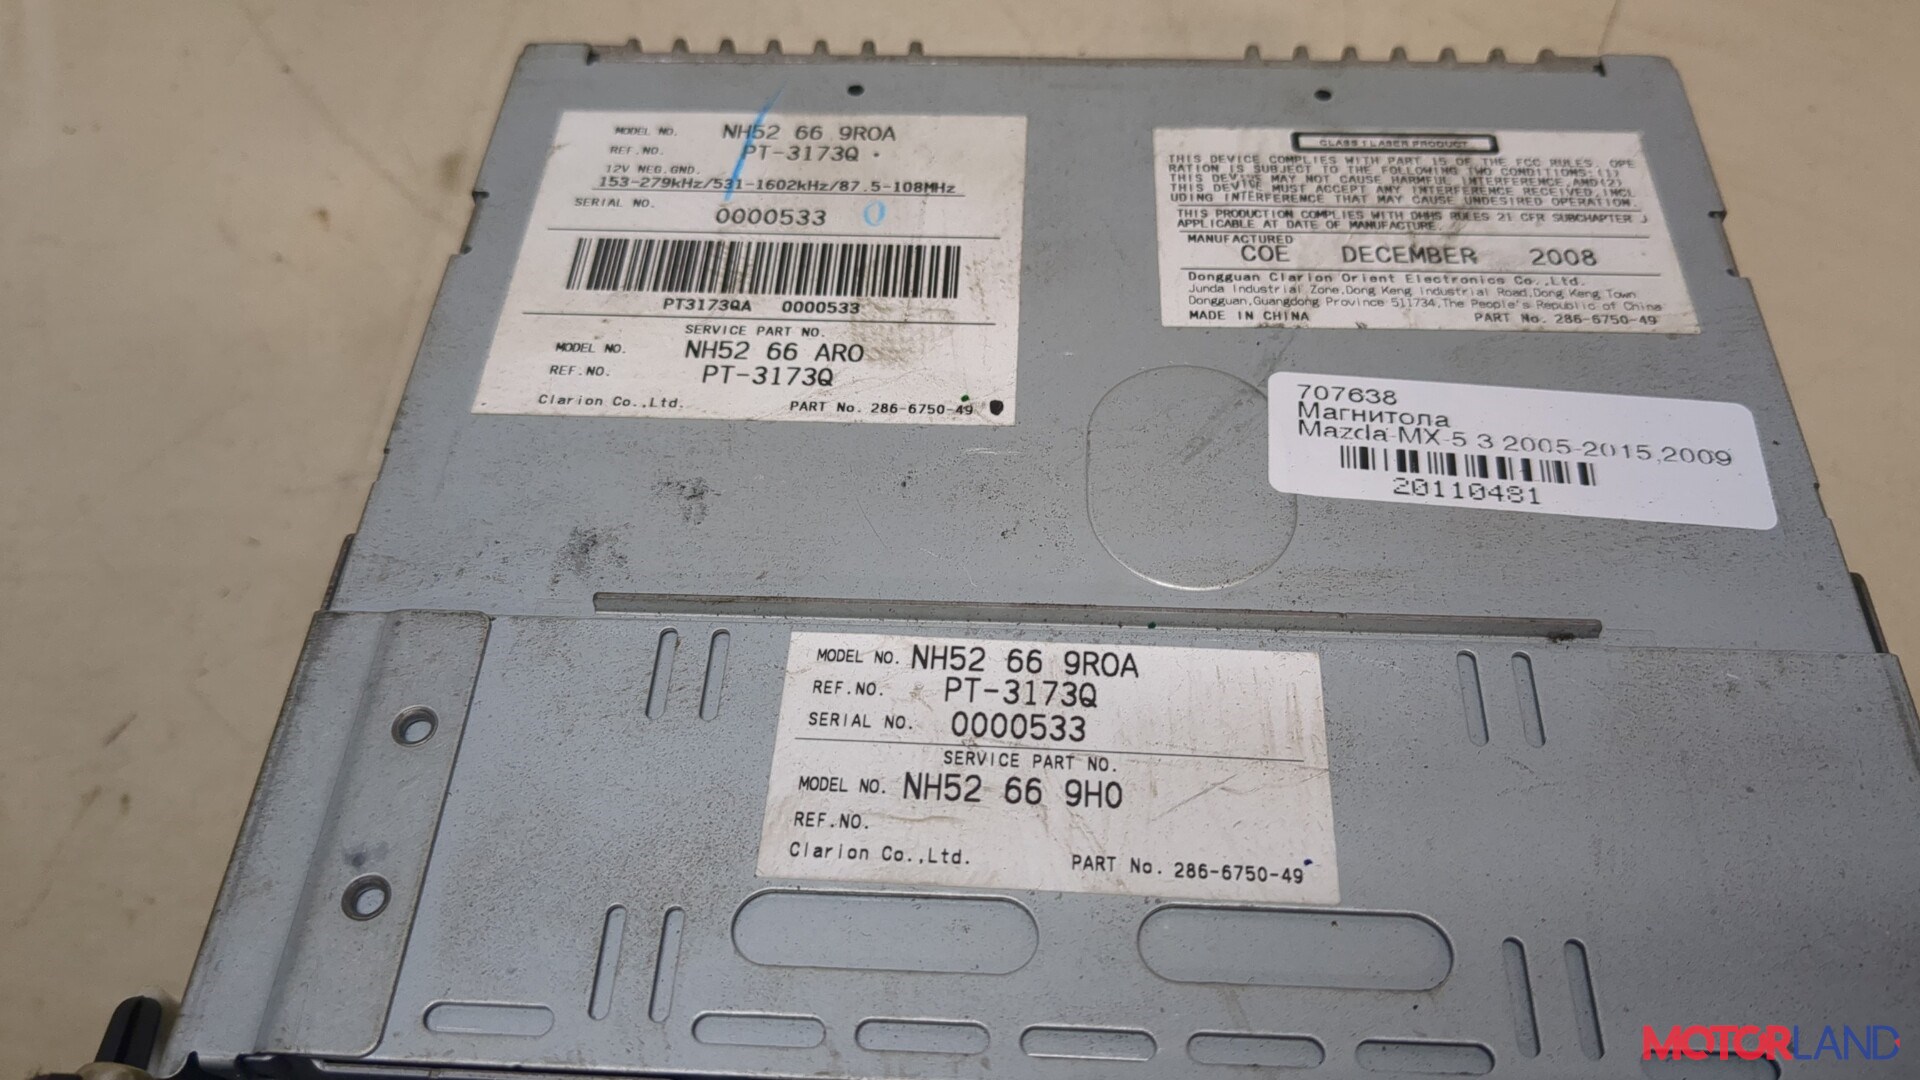 MODEL NO. NH52 66 9R0A
REF.NO. PT-3173Q
12V NEG.GND.
153-279kHz/531-1602kHz/87.5-108MHz
SERIAL NO. 0000533 0
PT3173QA 0000533
SERVICE PART NO.
MODEL NO. NH52 66 AR0
REF.NO. PT-3173Q
Clarion Co.,Ltd. PART No. 286-6750-49
CLASS 1 LASER PRODUCT
THIS DEVICE COMPLIES WITH PART 15 OF THE FCC RULES. OPE
RATION IS SUBJECT TO THE FOLLOWING TWO CONDITIONS:(1)
THIS DEVICE MAY NOT CAUSE HARMFUL INTERFERENCE,AND(2)
THIS DEVICE MUST ACCEPT ANY INTERFERENCE RECEIVED,INCL
UDING INTERFERENCE THAT MAY CAUSE UNDESIRED OPERATION.
THIS PRODUCTION COMPLIES WITH DHHS RULES 21 CFR SUBCHAPTER J
APPLICABLE AT DATE OF MANUFACTURE.
MANUFACTURED
COE DECEMBER 2008
Dongguan Clarion Orient Electronics Co.,Ltd.
Junda Industrial Zone,Dong Keng Industrial Road,Dong Keng Town
Dongguan,Guangdong Province 511734,The People's Republic of China
MADE IN CHINA PART No. 286-6750-49
707638
Магнитола
Mazda MX-5 3 2005-2015,2009
20110481
MODEL NO. NH52 66 9R0A
REF.NO. PT-3173Q
SERIAL NO. 0000533
SERVICE PART NO.
MODEL NO. NH52 66 9H0
REF.NO.
Clarion Co.,Ltd. PART No. 286-6750-49
MOTORLAND